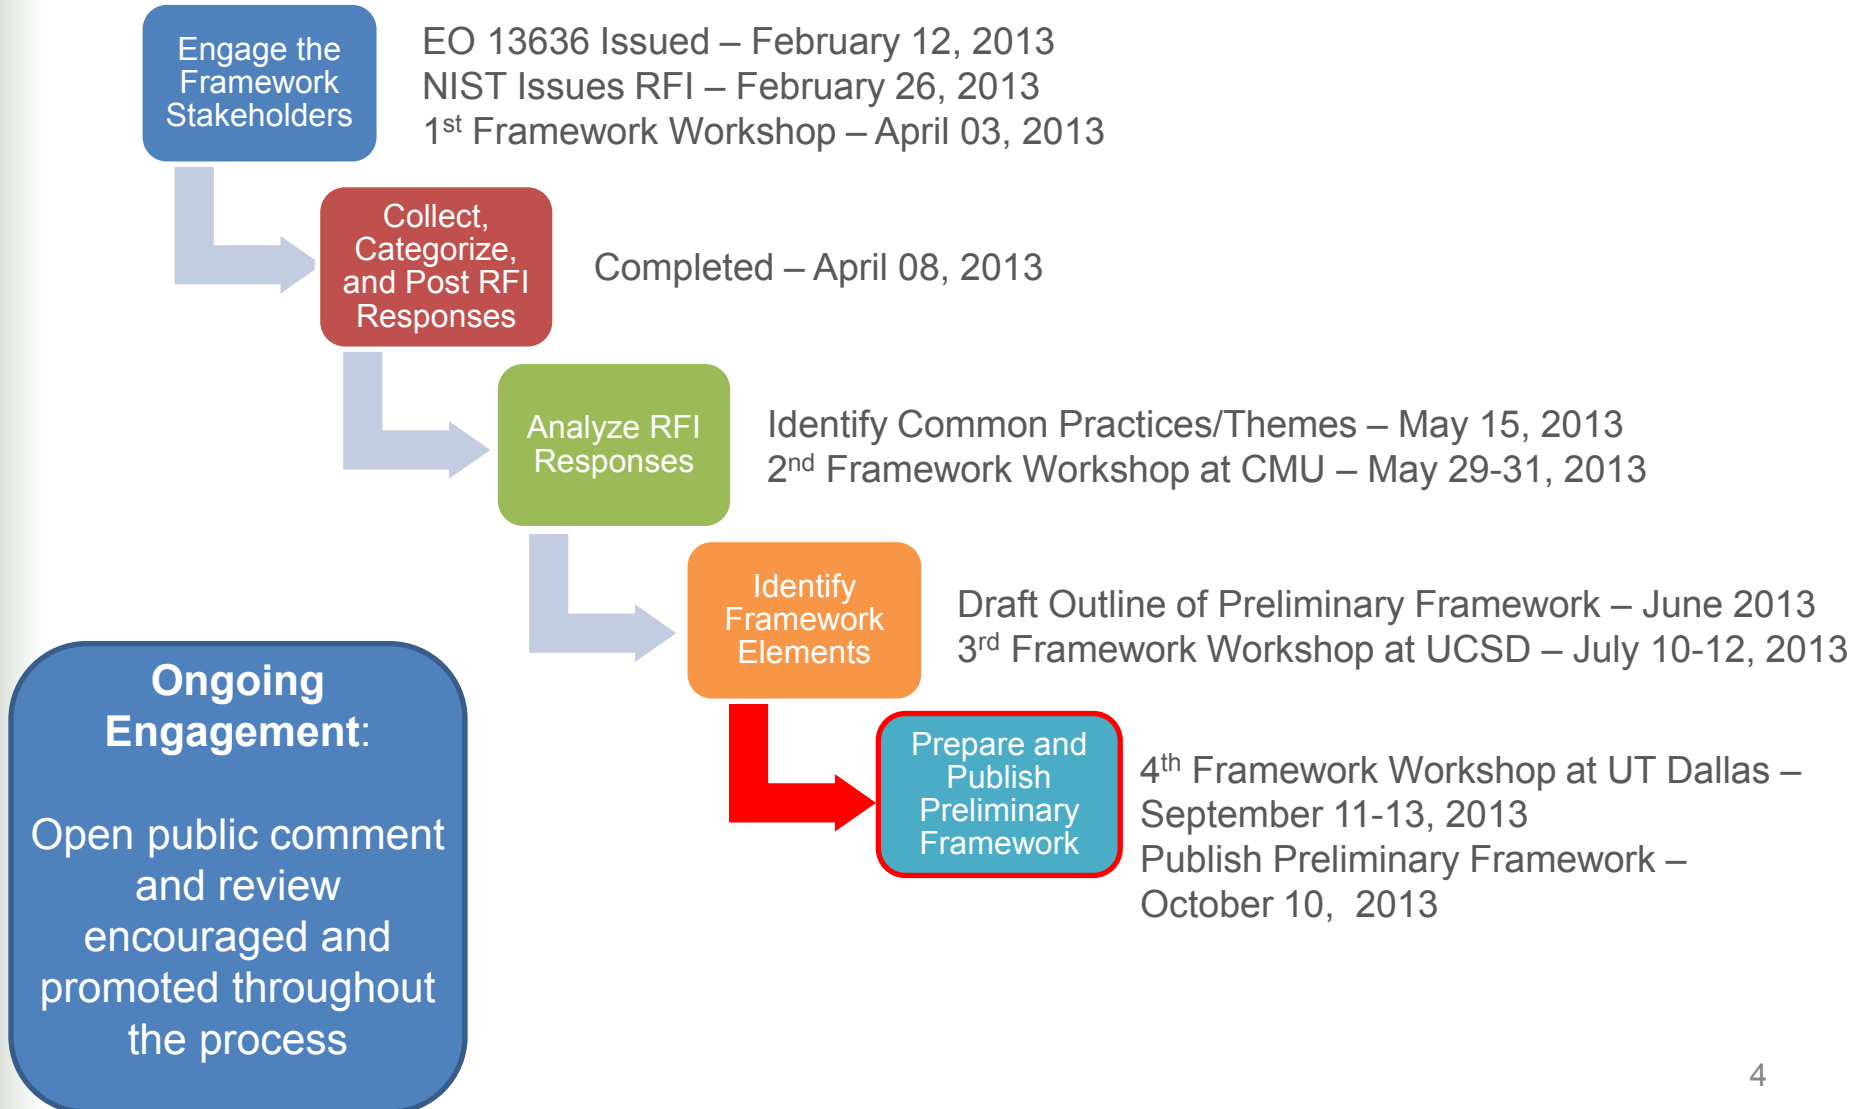 Engage the
Framework
Stakeholders
EO 13636 Issued – February 12, 2013
NIST Issues RFI – February 26, 2013
1st Framework Workshop – April 03, 2013
Collect,
Categorize,
and Post RFI
Responses
Completed – April 08, 2013
Analyze RFI
Responses
Identify Common Practices/Themes – May 15, 2013
2nd Framework Workshop at CMU – May 29-31, 2013
Identify
Framework
Elements
Draft Outline of Preliminary Framework – June 2013
3rd Framework Workshop at UCSD – July 10-12, 2013
Prepare and
Publish
Preliminary
Framework
4th Framework Workshop at UT Dallas –
September 11-13, 2013
Publish Preliminary Framework –
October 10,  2013
Ongoing
Engagement:
Open public comment
and review
encouraged and
promoted throughout
the process
4